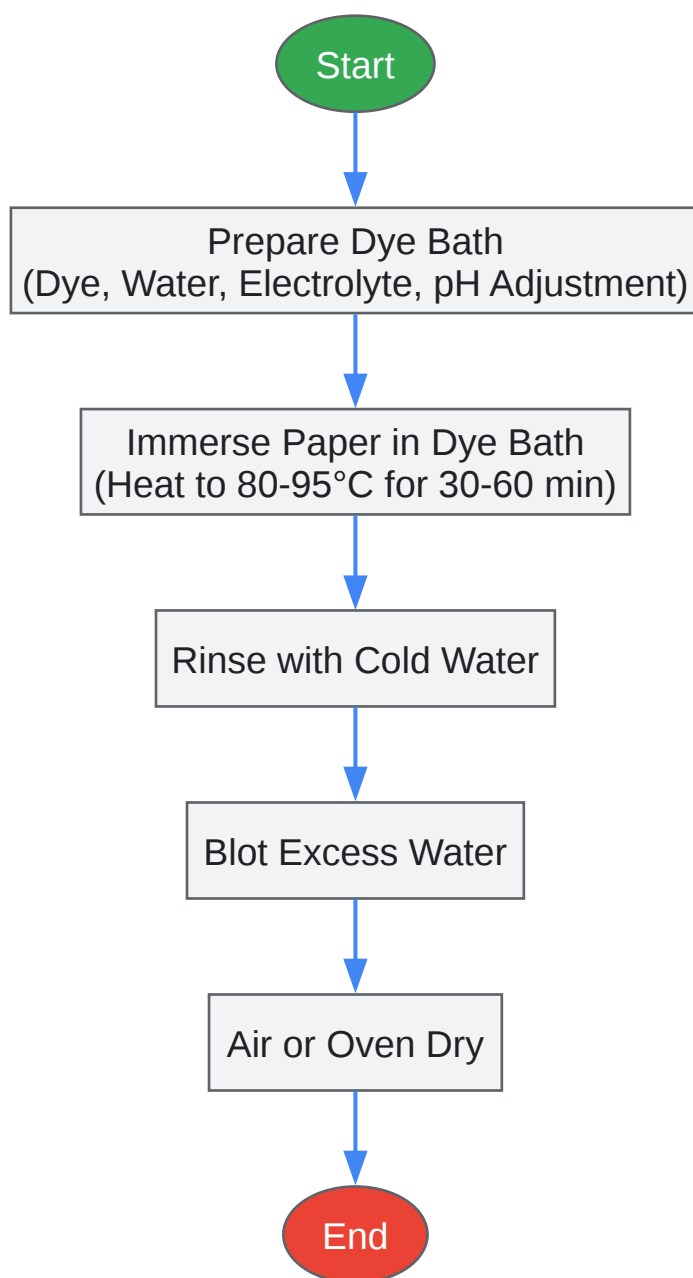 Start
Prepare Dye Bath
(Dye, Water, Electrolyte, pH Adjustment)
Immerse Paper in Dye Bath
(Heat to 80-95°C for 30-60 min)
Rinse with Cold Water
Blot Excess Water
Air or Oven Dry
End